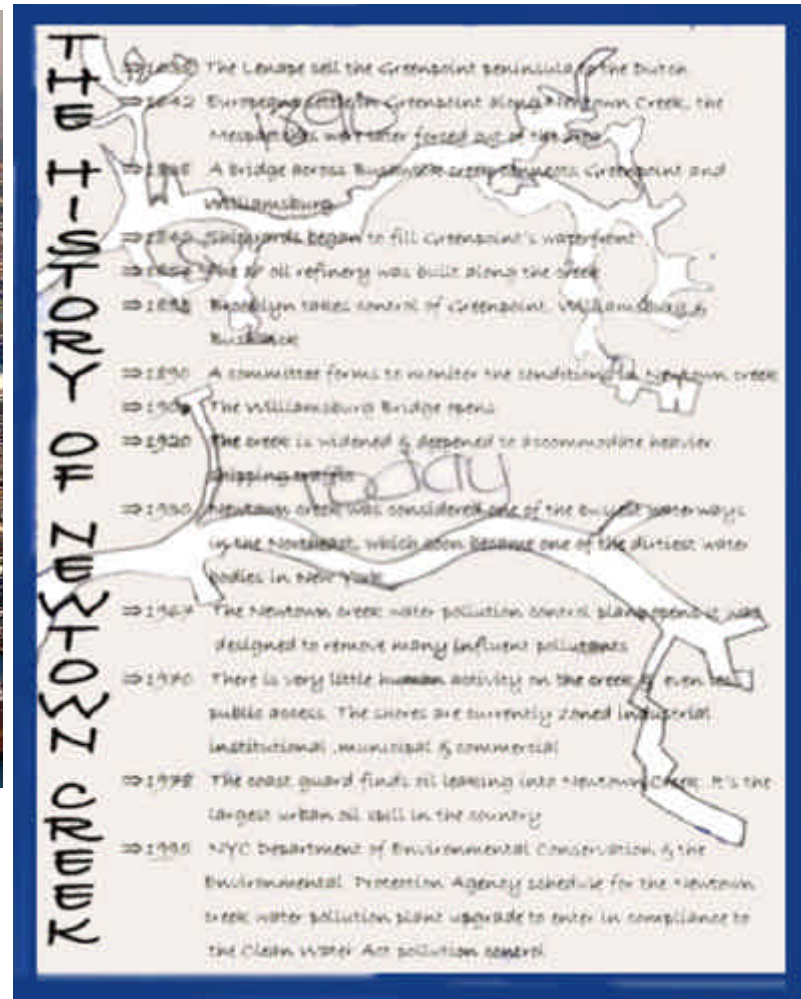 THE HISTORY OF NEWTOWN CREEK
The Lenape sell the Greenpoint peninsula to the Dutch
⇒1642 Europeans settle in Greenpoint along Newtown Creek, the
were later forced out of the area
A bridge across Bushwick creek connects Greenpoint and
Williamsburg
Shipyards began to fill Greenpoint's waterfront
oil refinery was built along the creek
Brooklyn takes control of Greenpoint, Williamsburg &
Bushwick
⇒1890 A committee forms to monitor the conditions Newtown creek
The Williamsburg Bridge opens
⇒1920 The creek is widened & deepened to accommodate heavier
shipping traffic
⇒1930 Newtown creek was considered one of the busiest waterways
in the Northeast, which soon became one of the dirtiest water
bodies in New York
⇒1967 The Newtown creek water pollution control plant opens it was
designed to remove many influent pollutants
⇒1970 There is very little human activity on the creek & even less
public access. The shores are currently zoned industrial
institutional, municipal & commercial
⇒1978 The coast guard finds oil leaking into Newtown Creek. It's the
largest urban oil spill in the country
⇒1995 NYC Department of Environmental Conservation & the
Environmental Protection Agency schedule for the Newtown
creek water pollution plant upgrade to enter in compliance to
the Clean Water Act pollution control
Today